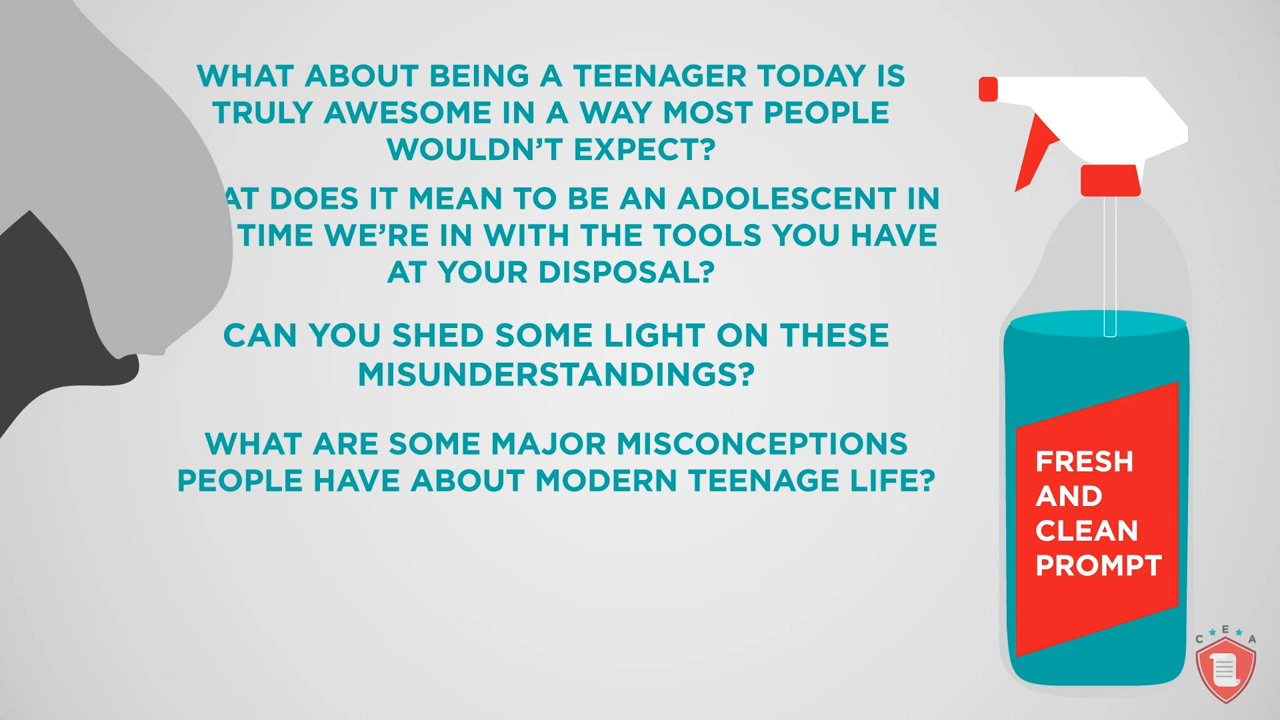 WHAT ABOUT BEING A TEENAGER TODAY IS
TRULY AWESOME IN A WAY MOST PEOPLE
WOULDN'T EXPECT?
DOES IT MEAN TO BE AN ADOLESCENT IN
TIME WE'RE IN WITH THE TOOLS YOU HAVE
AT YOUR DISPOSAL?
CAN YOU SHED SOME LIGHT ON THESE
MISUNDERSTANDINGS?
WHAT ARE SOME MAJOR MISCONCEPTIONS
PEOPLE HAVE ABOUT MODERN TEENAGE LIFE?
FRESH
AND
CLEAN
PROMPT
C E A